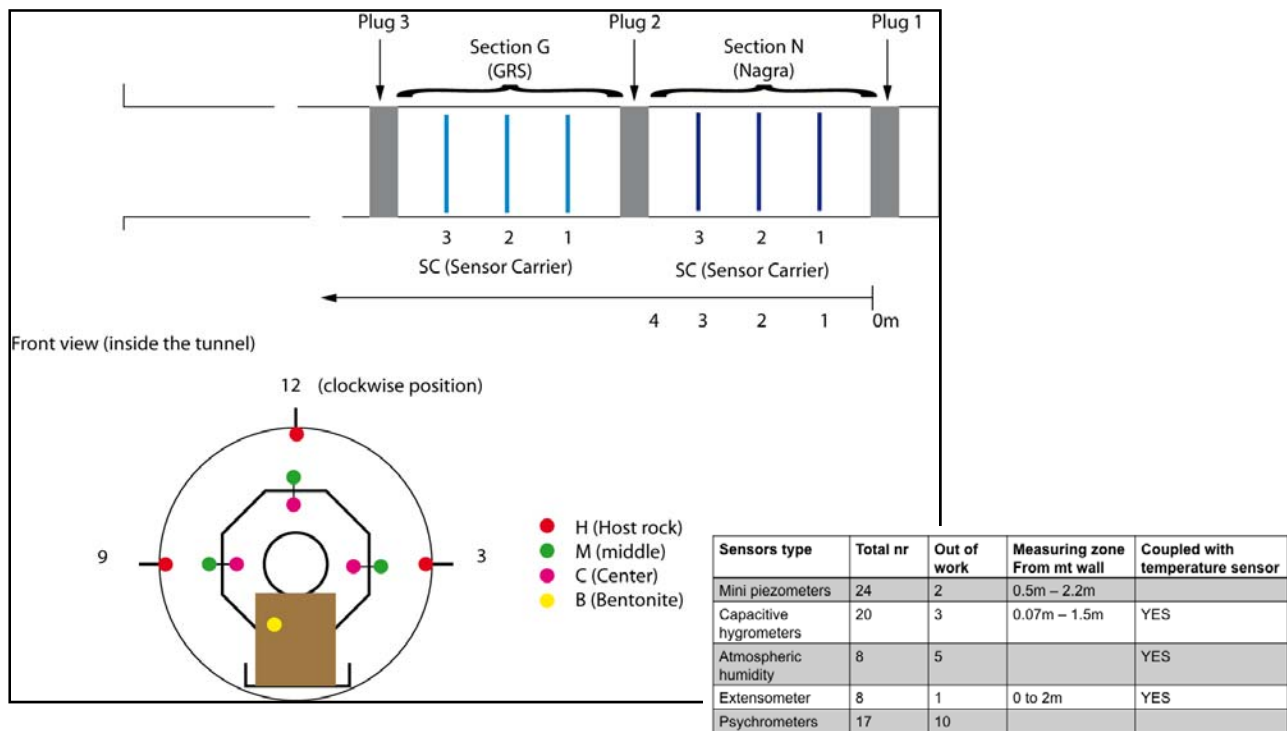 Plug 3
Plug 2
Plug 1
Section G
(GRS)
Section N
(Nagra)
3 2 1
SC (Sensor Carrier)
3 2 1
SC (Sensor Carrier)
4 3 2 1 0m
Front view (inside the tunnel)
12 (clockwise position)
9
3
H (Host rock)
M (middle)
C (Center)
B (Bentonite)
Sensors type Total nr Out of work Measuring zone From mt wall Coupled with temperature sensor
Mini piezometers 24 2 0.5m – 2.2m
Capacitive hygrometers 20 3 0.07m – 1.5m YES
Atmospheric humidity 8 5 YES
Extensometer 8 1 0 to 2m YES
Psychrometers 17 10